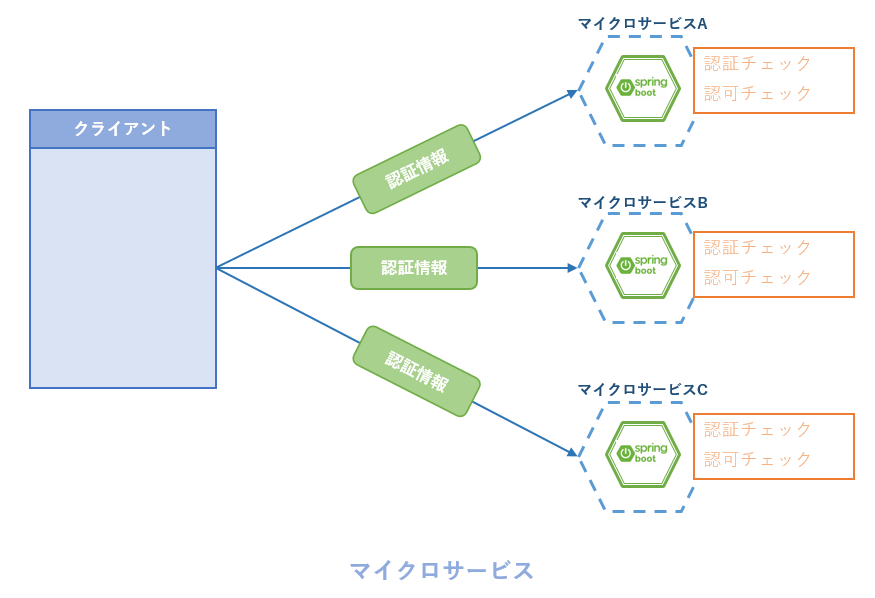 マイクロサービスA
spring
boot
認証チェック
認可チェック
クライアント
認証情報
マイクロサービスB
spring
boot
認証チェック
認可チェック
認証情報
マイクロサービスC
spring
boot
認証チェック
認可チェック
認証情報
マイクロサービス